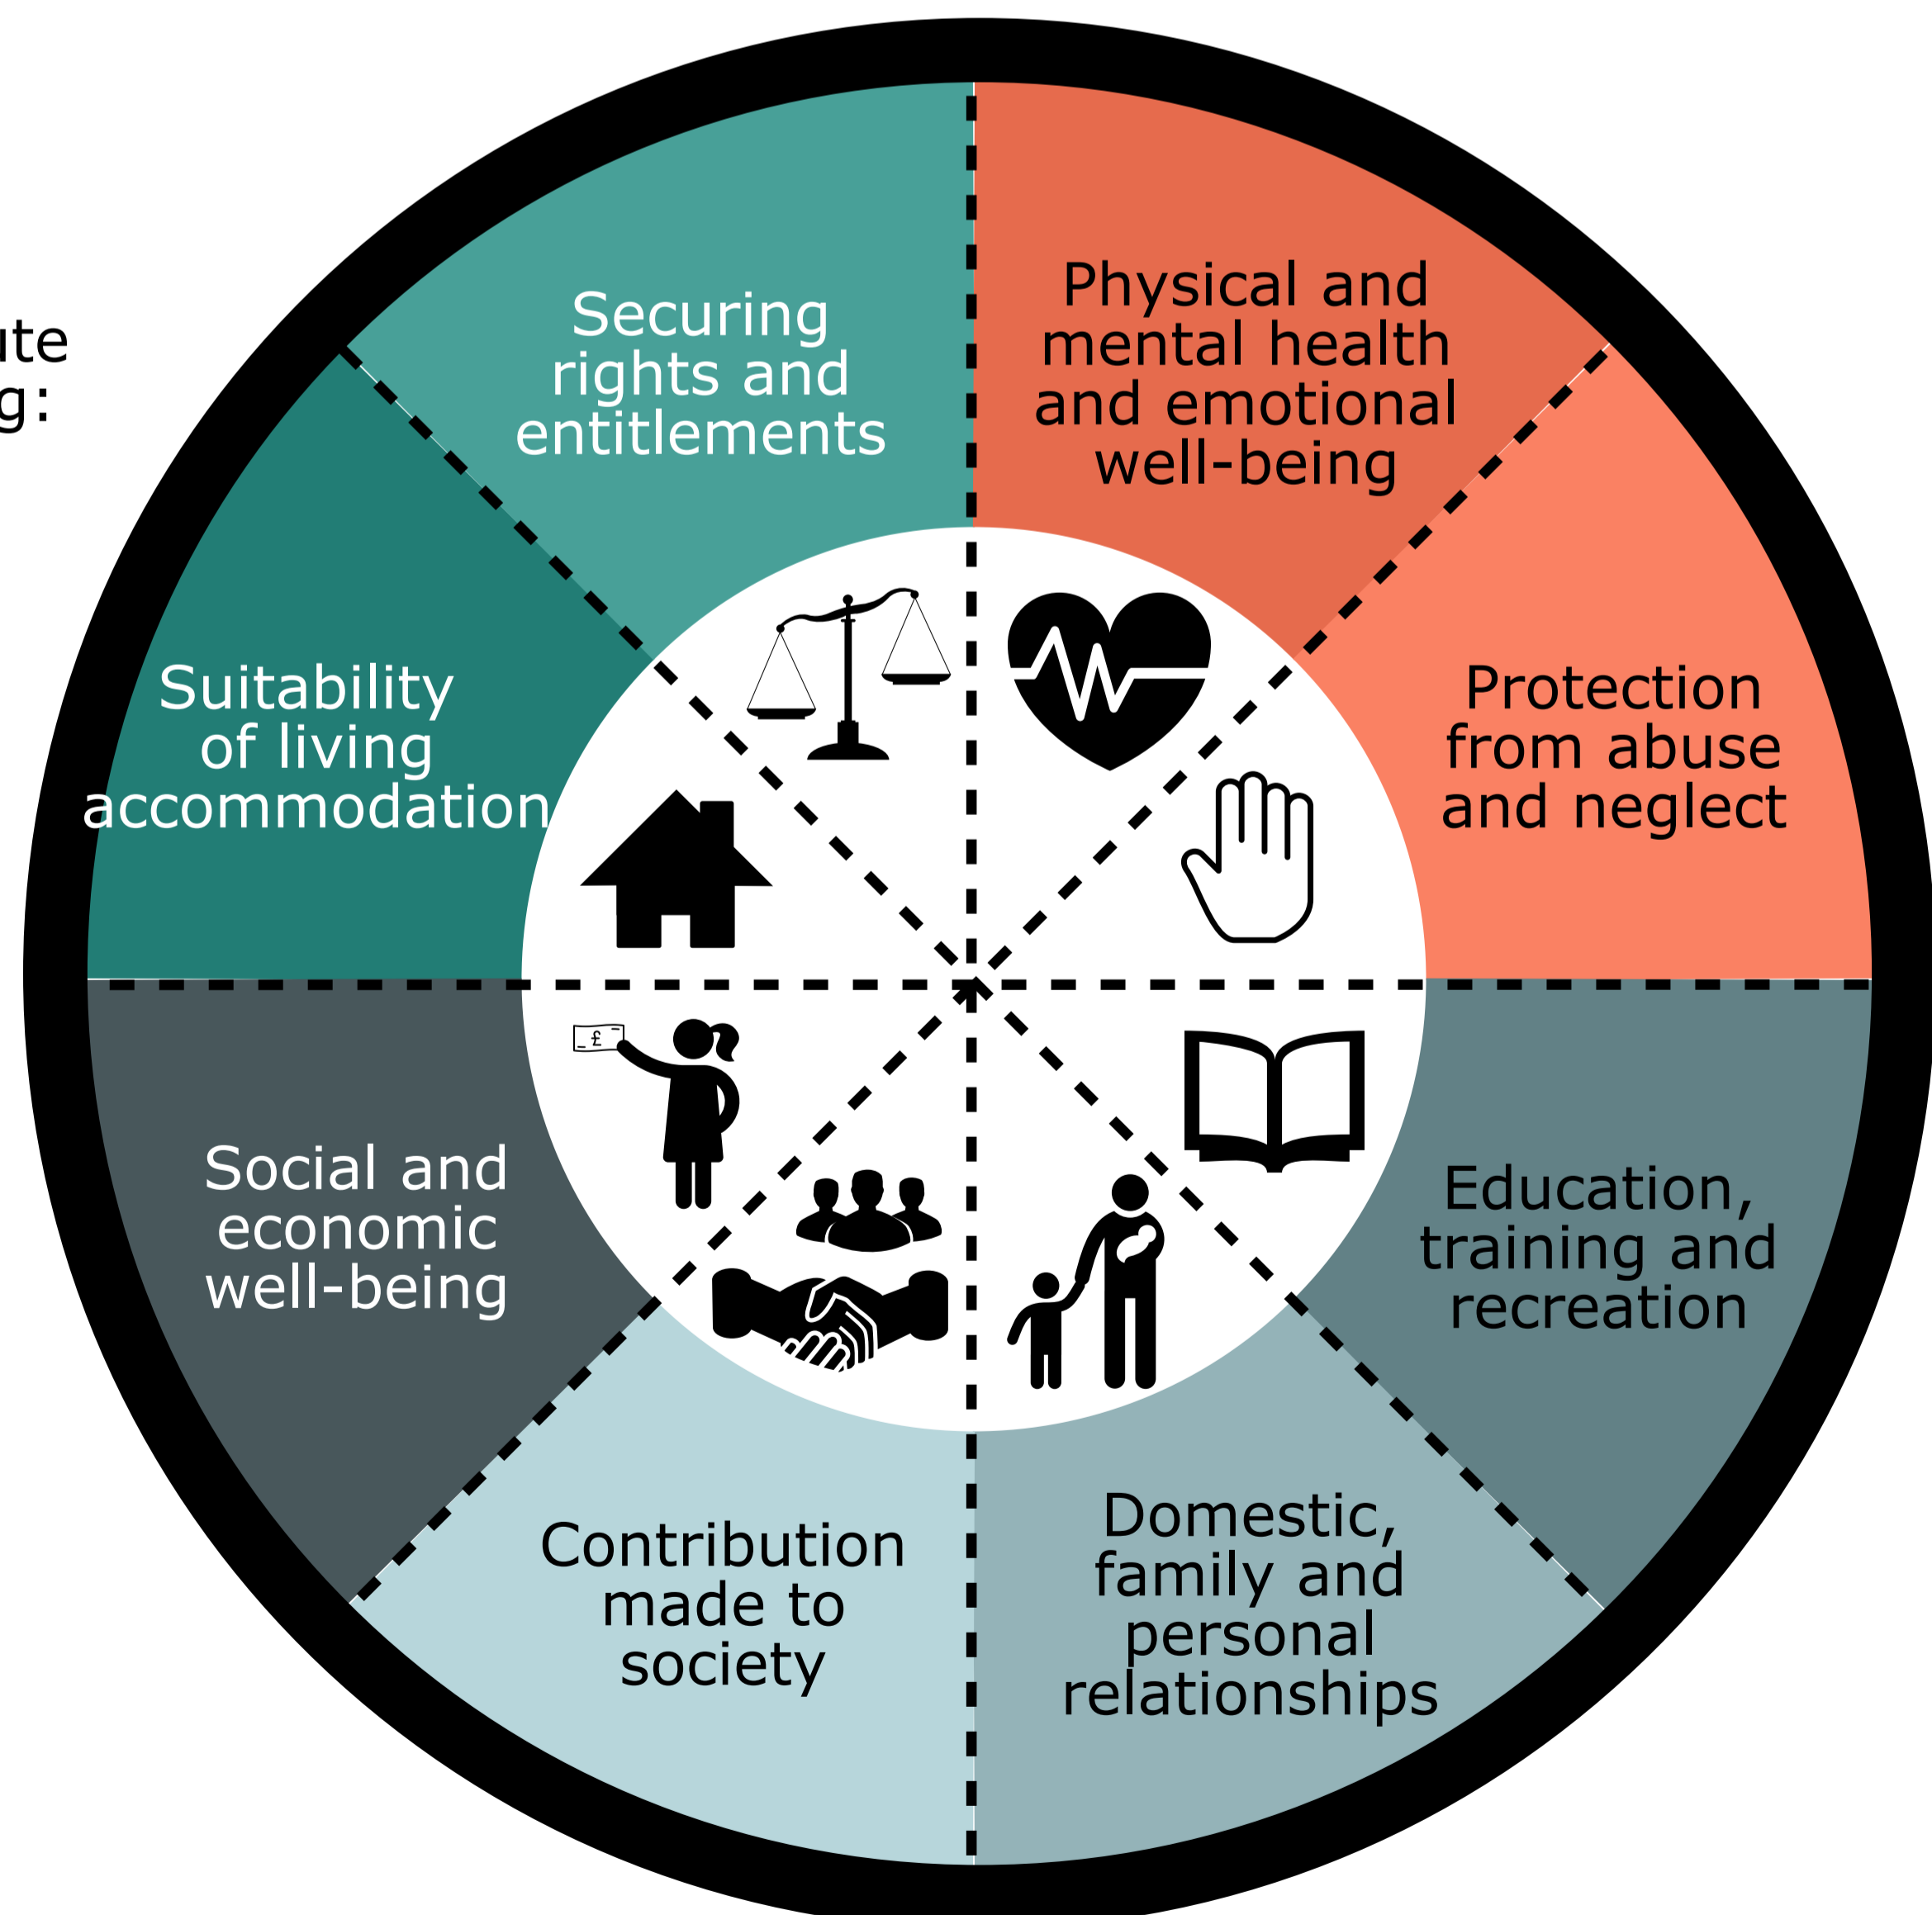 ute
g:
Securing
rights and
entitlements
Physical and
mental health
and emotional
well-being
Protection
from abuse
and neglect
Education,
training and
recreation
Domestic,
family and
personal
relationships
Contribution
made to
society
Social and
economic
well-being
Suitability
of living
accommodation
£